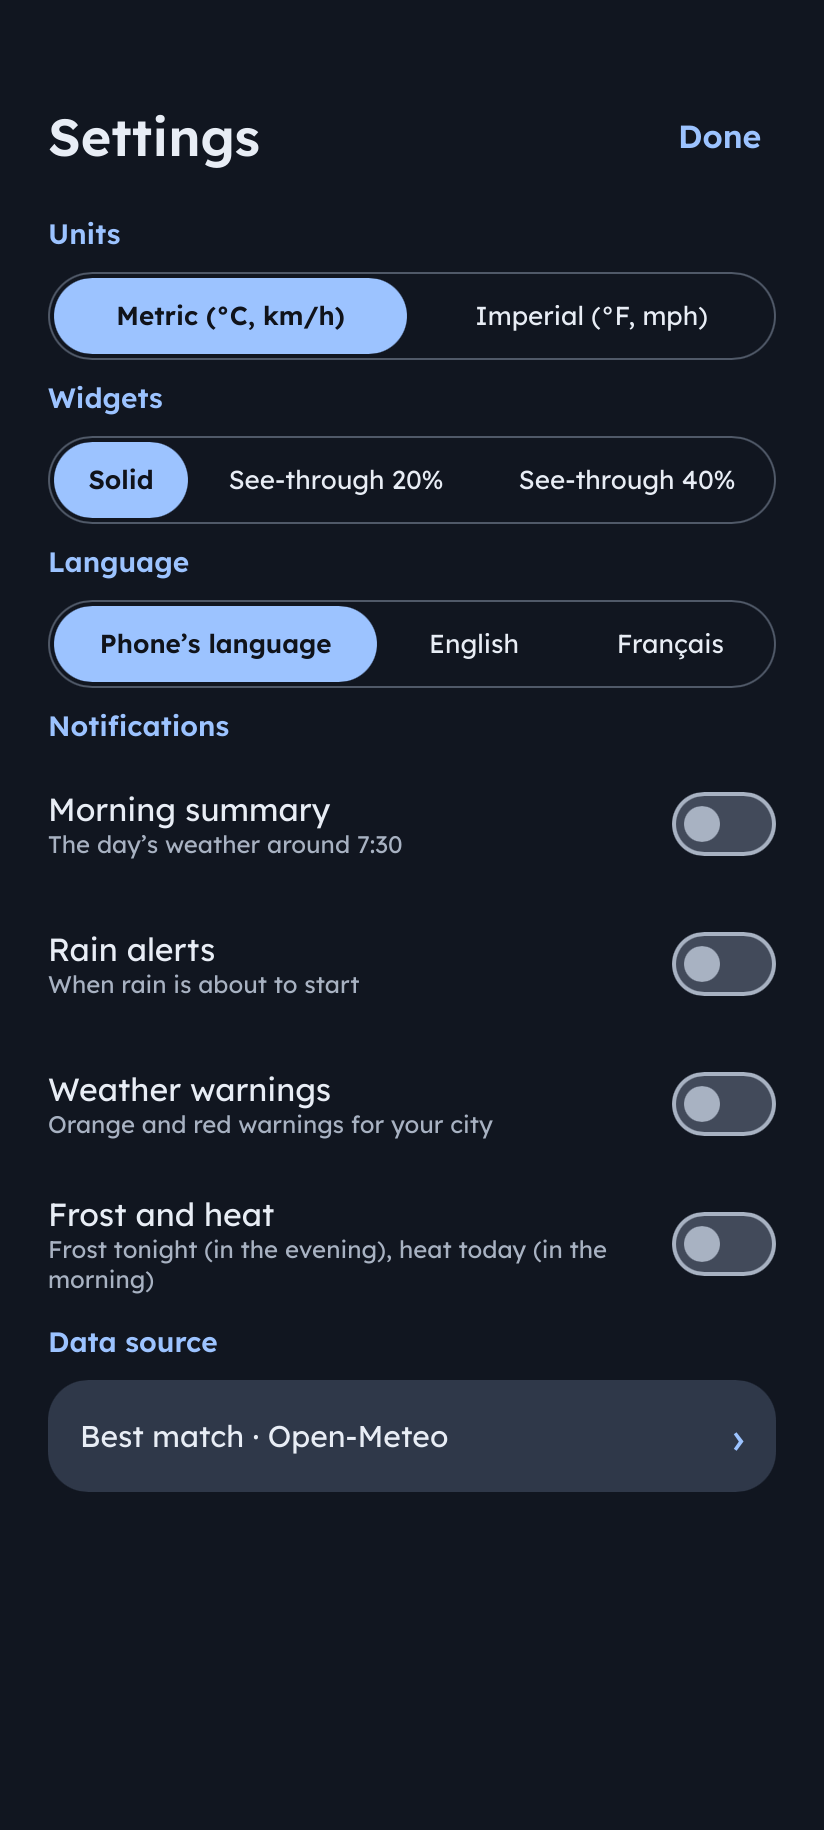 Settings
Done
Units
Metric (°C, km/h)
Imperial (°F, mph)
Widgets
Solid
See-through 20%
See-through 40%
Language
Phone’s language
English
Français
Notifications
Morning summary
The day’s weather around 7:30
Rain alerts
When rain is about to start
Weather warnings
Orange and red warnings for your city
Frost and heat
Frost tonight (in the evening), heat today (in the
morning)
Data source
Best match · Open-Meteo
›